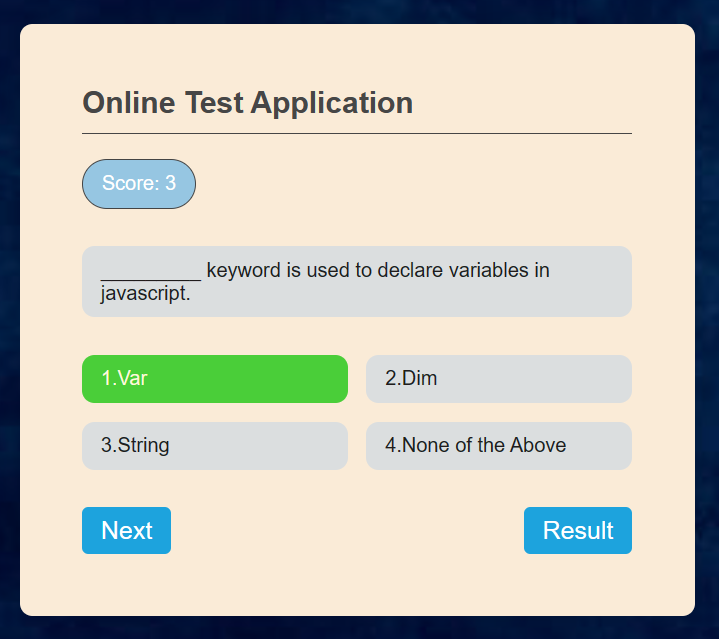 Online Test Application
Score: 3
_________ keyword is used to declare variables in
javascript.
1.Var
2.Dim
3.String
4.None of the Above
Next
Result